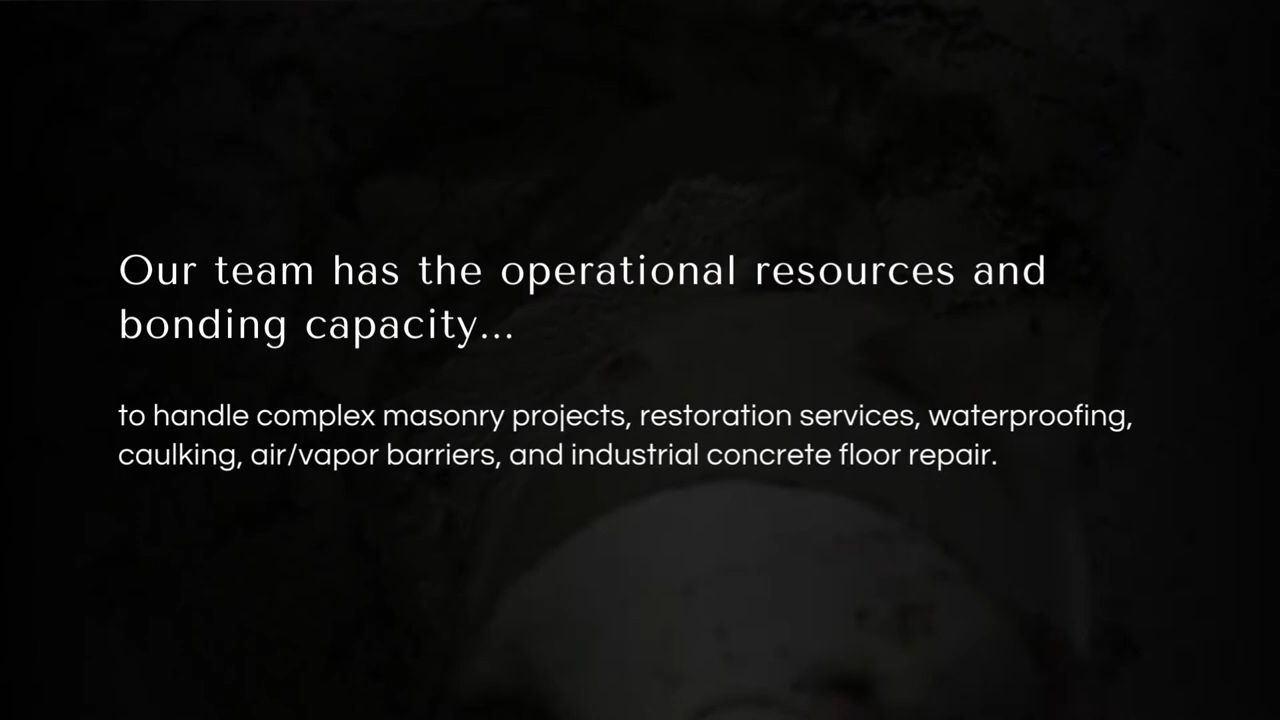 Our team has the operational resources and
bonding capacity...
to handle complex masonry projects, restoration services, waterproofing,
caulking, air/vapor barriers, and industrial concrete floor repair.